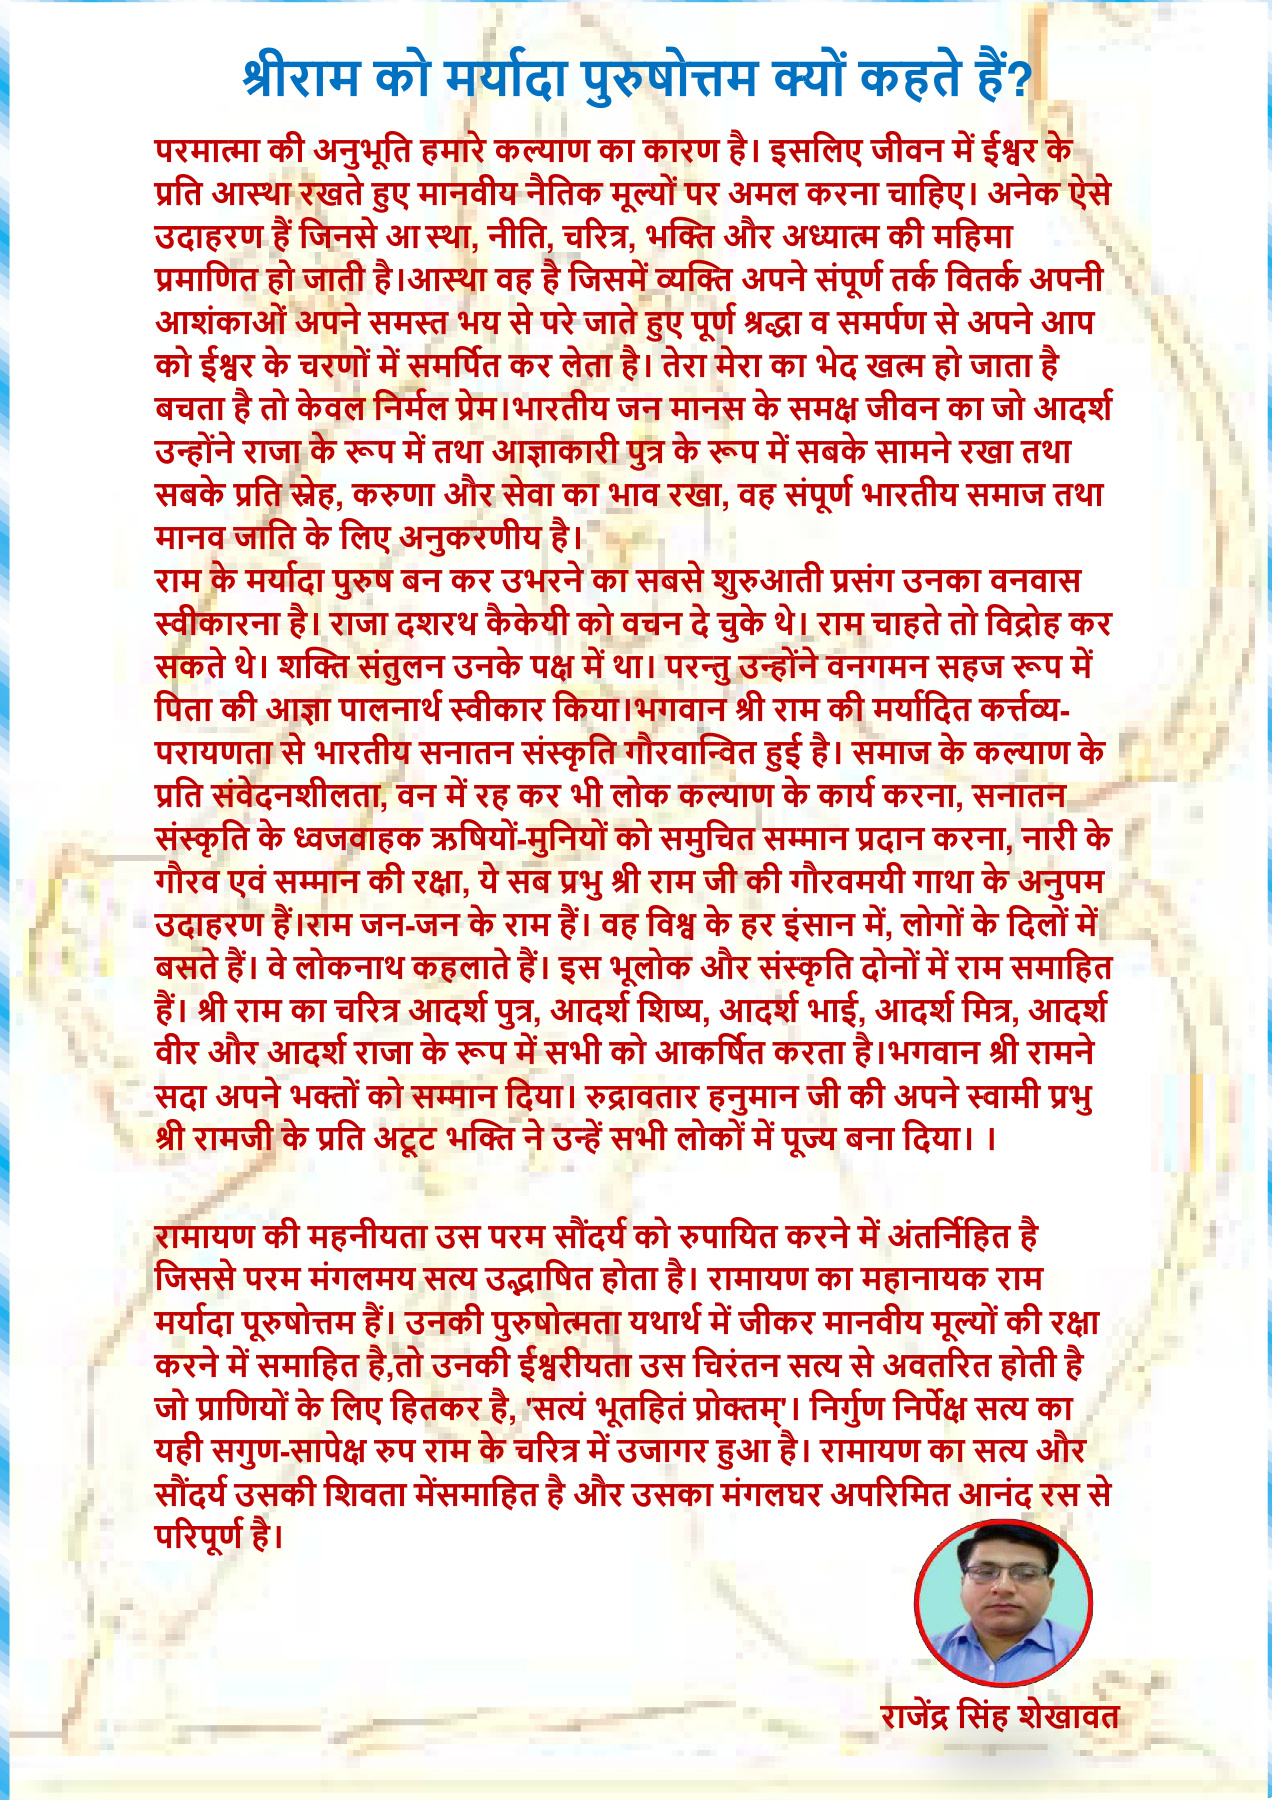 श्रीराम को मर्यादा पुरुषोत्तम क्यों कहते हैं?
परमात्मा की अनुभूति हमारे कल्याण का कारण है। इसलिए जीवन में ईश्वर के
प्रति आस्था रखते हुए मानवीय नैतिक मूल्यों पर अमल करना चाहिए। अनेक ऐसे
उदाहरण हैं जिनसे आस्था, नीति, चरित्र, भक्ति और अध्यात्म की महिमा
प्रमाणित हो जाती है।आस्था वह है जिसमें व्यक्ति अपने संपूर्ण तर्क वितर्क अपनी
आशंकाओं अपने समस्त भय से परे जाते हुए पूर्ण श्रद्धा व समर्पण से अपने आप
को ईश्वर के चरणों में समर्पित कर लेता है। तेरा मेरा का भेद खत्म हो जाता है
बचता है तो केवल निर्मल प्रेम।भारतीय जन मानस के समक्ष जीवन का जो आदर्श
उन्होंने राजा के रूप में तथा आज्ञाकारी पुत्र के रूप में सबके सामने रखा तथा
सबके प्रति स्नेह, करुणा और सेवा का भाव रखा, वह संपूर्ण भारतीय समाज तथा
मानव जाति के लिए अनुकरणीय है।
राम के मर्यादा पुरुष बन कर उभरने का सबसे शुरुआती प्रसंग उनका वनवास
स्वीकारना है। राजा दशरथ कैकेयी को वचन दे चुके थे। राम चाहते तो विद्रोह कर
सकते थे। शक्ति संतुलन उनके पक्ष में था। परन्तु उन्होंने वनगमन सहज रूप में
पिता की आज्ञा पालनार्थ स्वीकार किया।भगवान श्री राम की मर्यादित कर्त्तव्य-
परायणता से भारतीय सनातन संस्कृति गौरवान्वित हुई है। समाज के कल्याण के
प्रति संवेदनशीलता, वन में रह कर भी लोक कल्याण के कार्य करना, सनातन
संस्कृति के ध्वजवाहक ऋषियों-मुनियों को समुचित सम्मान प्रदान करना, नारी के
गौरव एवं सम्मान की रक्षा, ये सब प्रभु श्री राम जी की गौरवमयी गाथा के अनुपम
उदाहरण हैं।राम जन-जन के राम हैं। वह विश्व के हर इंसान में, लोगों के दिलों में
बसते हैं। वे लोकनाथ कहलाते हैं। इस भूलोक और संस्कृति दोनों में राम समाहित
हैं। श्री राम का चरित्र आदर्श पुत्र, आदर्श शिष्य, आदर्श भाई, आदर्श मित्र, आदर्श
वीर और आदर्श राजा के रूप में सभी को आकर्षित करता है।भगवान श्री रामने
सदा अपने भक्तों को सम्मान दिया। रुद्रावतार हनुमान जी की अपने स्वामी प्रभु
श्री रामजी के प्रति अटूट भक्ति ने उन्हें सभी लोकों में पूज्य बना दिया। ।
रामायण की महनीयता उस परम सौंदर्य को रुपायित करने में अंतर्निहित है
जिससे परम मंगलमय सत्य उद्भाषित होता है। रामायण का महानायक राम
मर्यादा पूरुषोत्तम हैं। उनकी पुरुषोत्मता यथार्थ में जीकर मानवीय मूल्यों की रक्षा
करने में समाहित है,तो उनकी ईश्वरीयता उस चिरंतन सत्य से अवतरित होती है
जो प्राणियों के लिए हितकर है, 'सत्यं भूतहितं प्रोक्तम्'। निर्गुण निर्पेक्ष सत्य का
यही सगुण-सापेक्ष रुप राम के चरित्र में उजागर हुआ है। रामायण का सत्य और
सौंदर्य उसकी शिवता मेंसमाहित है और उसका मंगलघर अपरिमित आनंद रस से
परिपूर्ण है।
राजेंद्र सिंह शेखावत